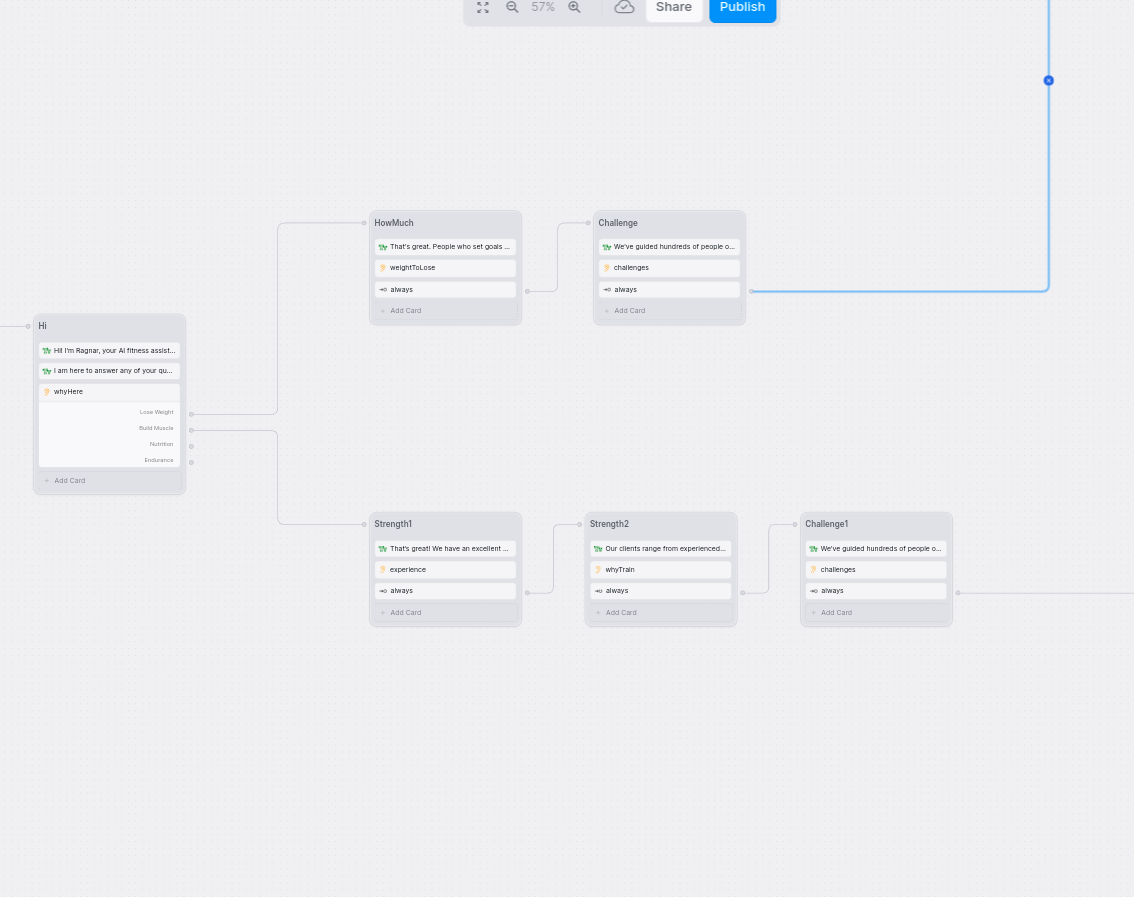 57%
Share
Publish
HowMuch
That's great. People who set goals ...
weightToLose
always
Add Card
Challenge
We've guided hundreds of people o...
challenges
always
Add Card
Hi
Hi! I'm Ragnar, your AI fitness assist...
I am here to answer any of your qu...
whyHere
Lose Weight
Build Muscle
Nutrition
Endurance
Add Card
Strength1
That's great! We have an excellent ...
experience
always
Add Card
Strength2
Our clients range from experienced...
whyTrain
always
Add Card
Challenge1
We've guided hundreds of people o...
challenges
always
Add Card